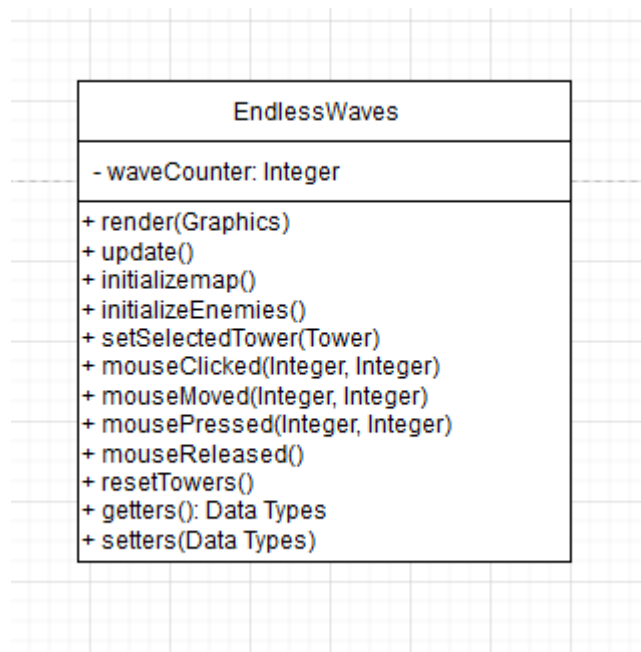 EndlessWaves
- waveCounter: Integer
+ render(Graphics)
+ update()
+ initializemap()
+ initializeEnemies()
+ setSelectedTower(Tower)
+ mouseClicked(Integer, Integer)
+ mouseMoved(Integer, Integer)
+ mousePressed(Integer, Integer)
+ mouseReleased()
+ resetTowers()
+ getters(): Data Types
+ setters(Data Types)